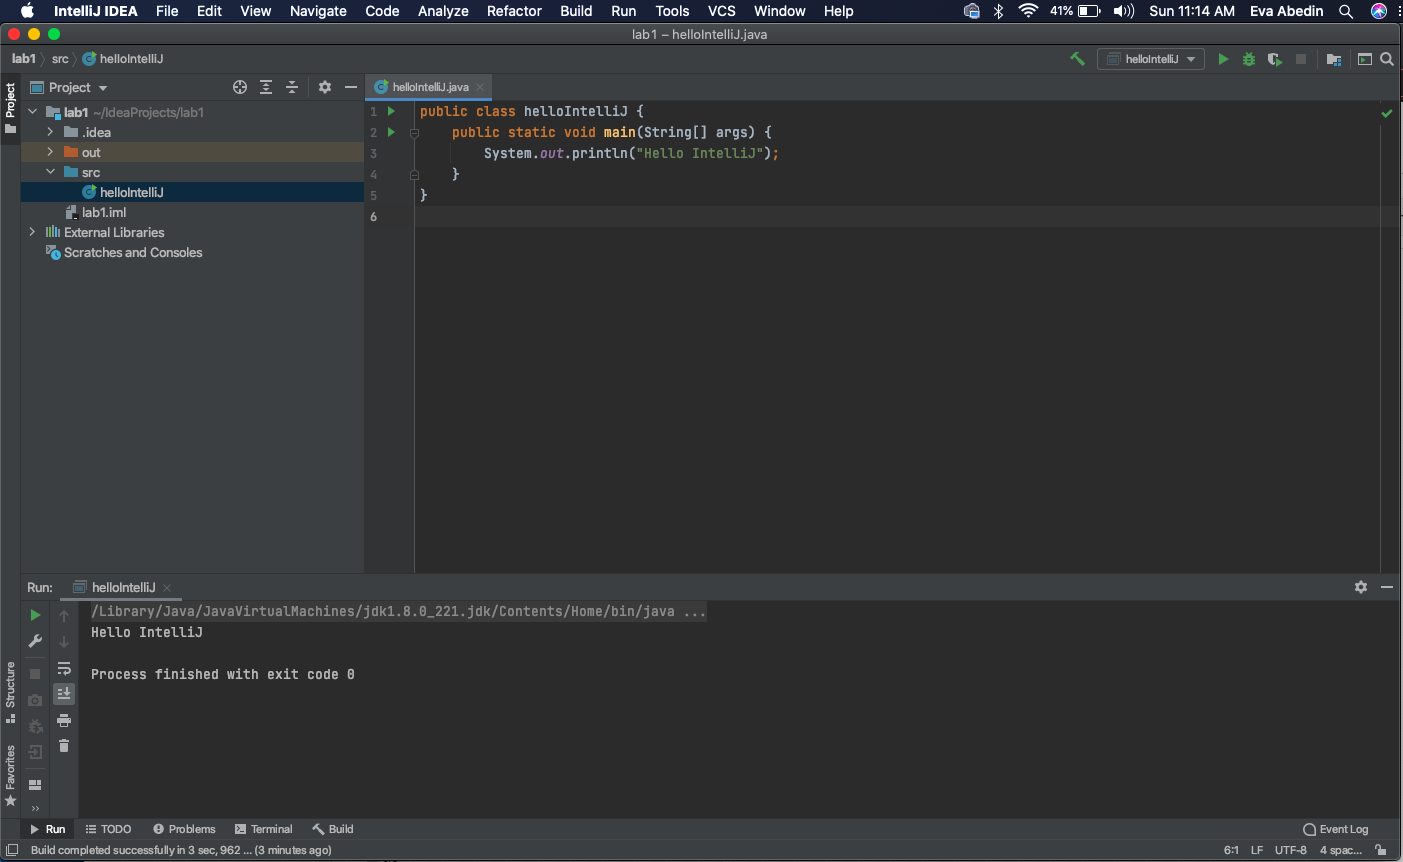 IntelliJ IDEA File Edit View Navigate Code Analyze Refactor Build Run Tools VCS Window Help 41% Sun 11:14 AM Eva Abedin
lab1 – helloIntelliJ.java
lab1 src helloIntelliJ helloIntelliJ
Project
Project
helloIntelliJ.java
lab1 ~/IdeaProjects/lab1
.idea
out
src
helloIntelliJ
lab1.iml
External Libraries
Scratches and Consoles
1 public class helloIntelliJ {
2 public static void main(String[] args) {
3 System.out.println("Hello IntelliJ");
4 }
5 }
6
Run: helloIntelliJ
/Library/Java/JavaVirtualMachines/jdk1.8.0_221.jdk/Contents/Home/bin/java ...
Hello IntelliJ
Process finished with exit code 0
Structure
Favorites
Run TODO Problems Terminal Build Event Log
Build completed successfully in 3 sec, 962 ... (3 minutes ago) 6:1 LF UTF-8 4 spac...